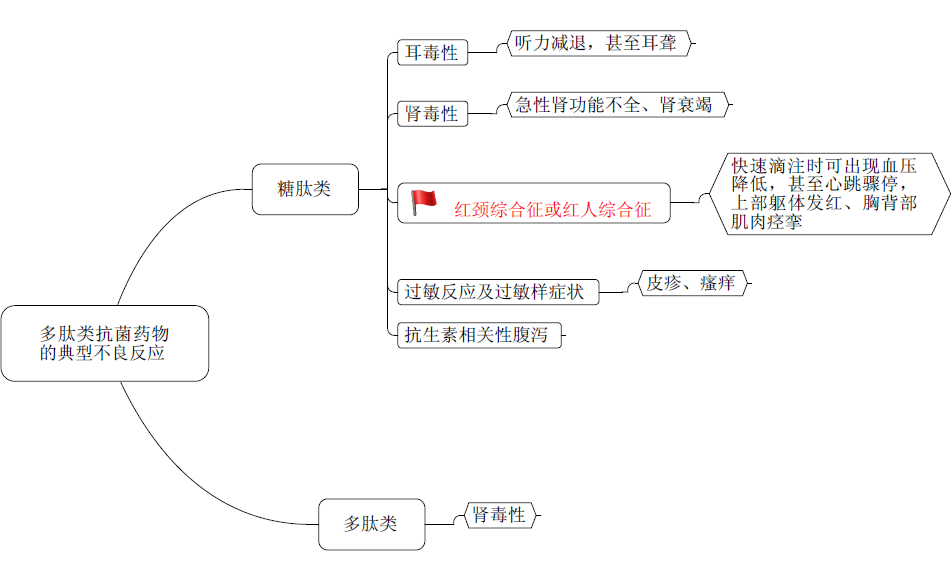 多肽类抗菌药物
的典型不良反应
糖肽类
耳毒性
听力减退，甚至耳聋
肾毒性
急性肾功能不全、肾衰竭
红颈综合征或红人综合征
快速滴注时可出现血压
降低，甚至心跳骤停，
上部躯体发红、胸背部
肌肉痉挛
过敏反应及过敏样症状
皮疹、瘙痒
抗生素相关性腹泻
多肽类
肾毒性